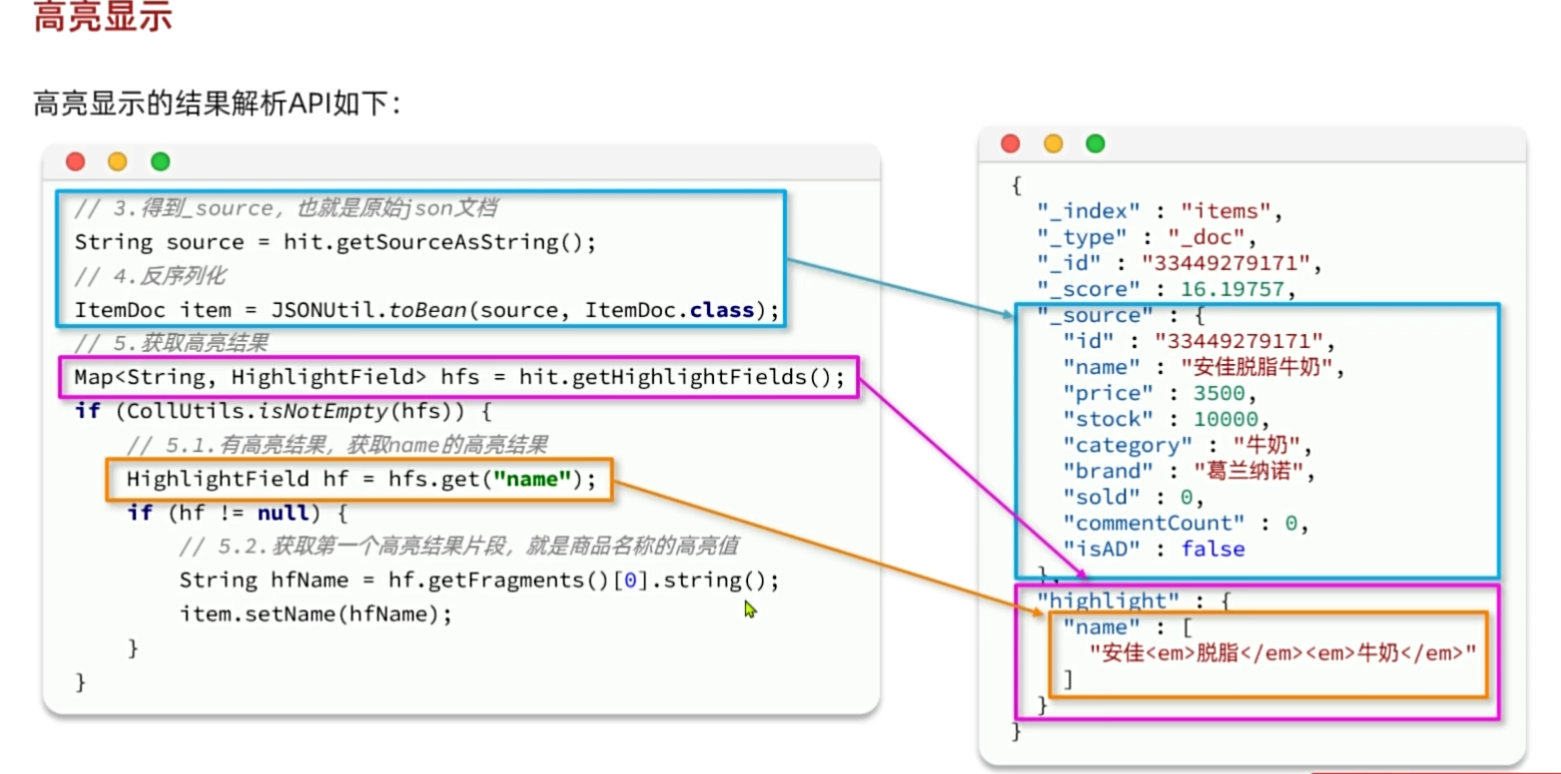 高亮显示
高亮显示的结果解析API如下：
// 3.得到_source，也就是原始json文档
String source = hit.getSourceAsString();
// 4.反序列化
ItemDoc item = JSONUtil.toBean(source, ItemDoc.class);
// 5.获取高亮结果
Map<String, HighlightField> hfs = hit.getHighlightFields();
if (CollUtils.isNotEmpty(hfs)) {
// 5.1.有高亮结果，获取name的高亮结果
HighlightField hf = hfs.get("name");
if (hf != null) {
// 5.2.获取第一个高亮结果片段，就是商品名称的高亮值
String hfName = hf.getFragments()[0].string();
item.setName(hfName);
}
}
{
"_index" : "items",
"_type" : "_doc",
"_id" : "33449279171",
"_score" : 16.19757,
"_source" : {
"id" : "33449279171",
"name" : "安佳脱脂牛奶",
"price" : 3500,
"stock" : 10000,
"category" : "牛奶",
"brand" : "葛兰纳诺",
"sold" : 0,
"commentCount" : 0,
"isAD" : false
},
"highlight" : {
"name" : [
"安佳<em>脱脂</em><em>牛奶</em>"
]
}
}